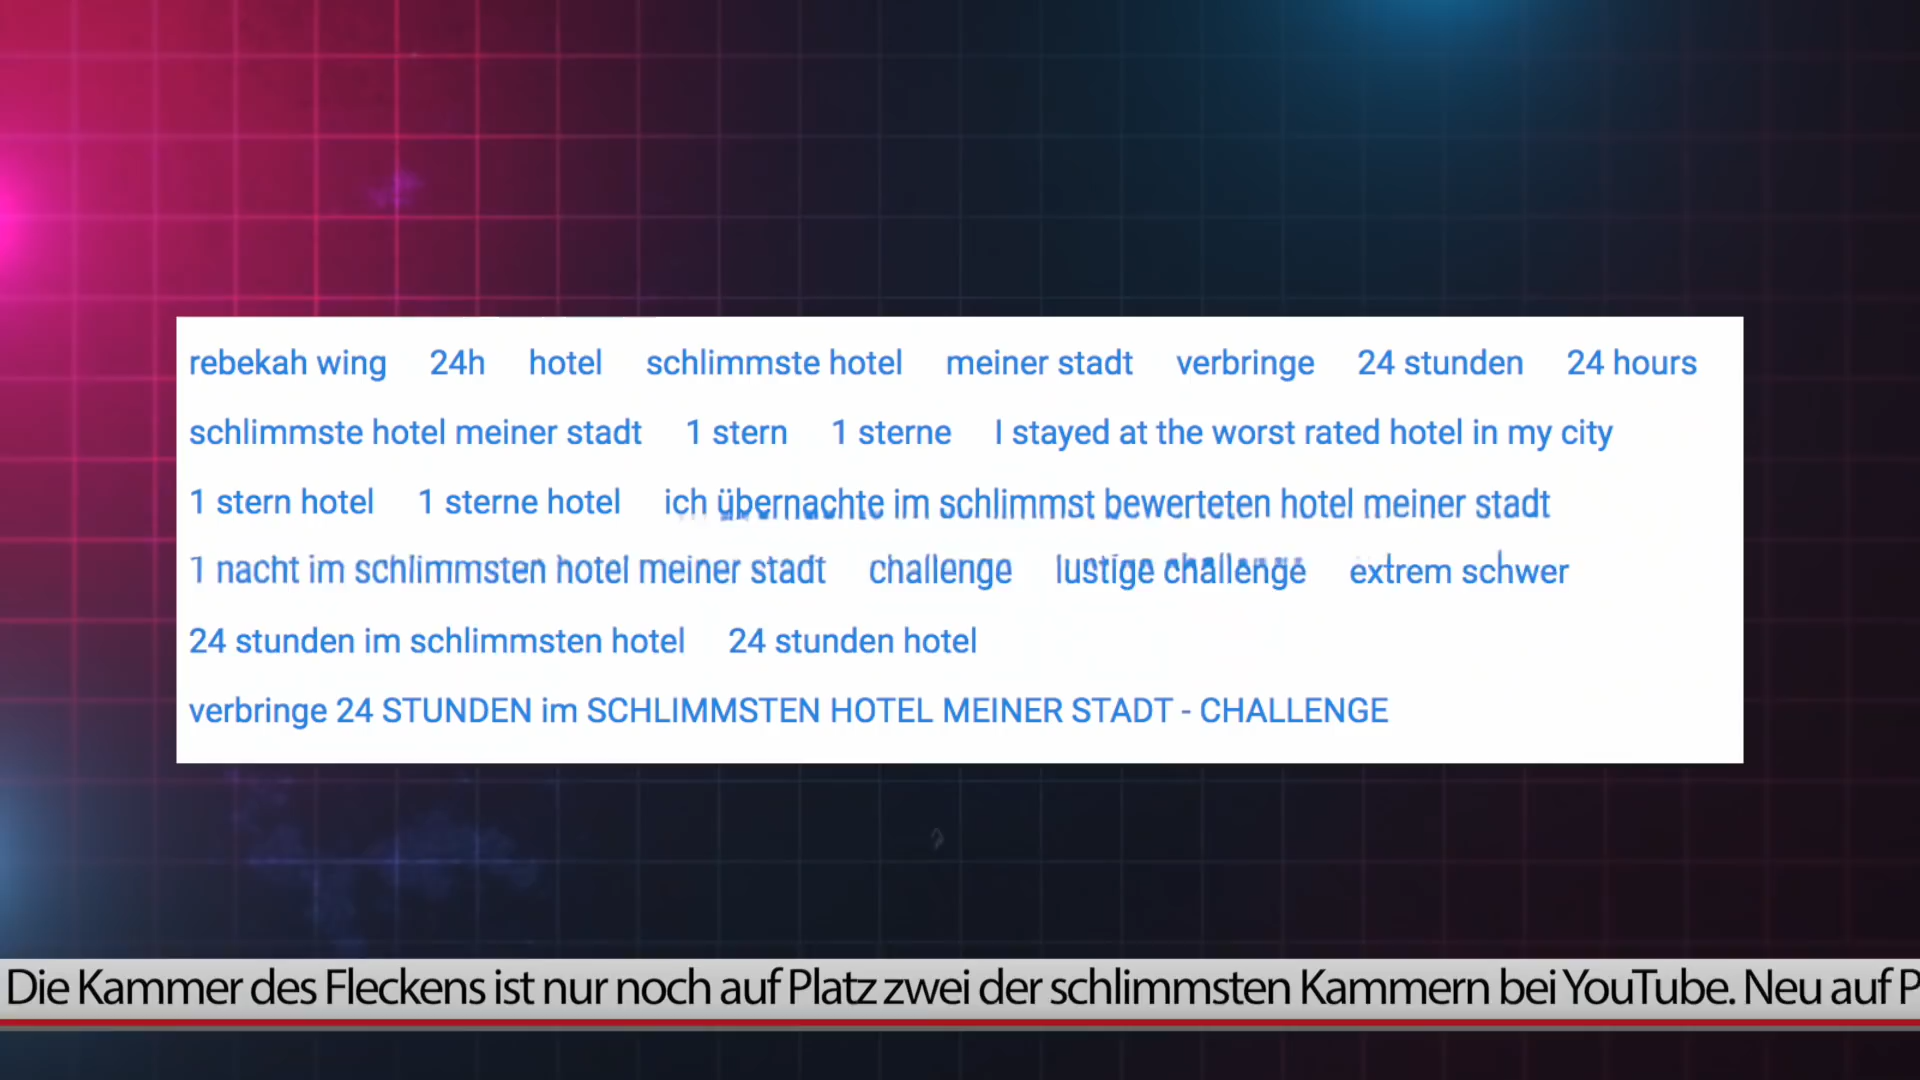 rebekah wing 24h hotel schlimmste hotel meiner stadt verbringe 24 stunden 24 hours
schlimmste hotel meiner stadt 1 stern 1 sterne I stayed at the worst rated hotel in my city
1 stern hotel 1 sterne hotel ich übernachte im schlimmst bewerteten hotel meiner stadt
1 nacht im schlimmsten hotel meiner stadt challenge lustige challenge extrem schwer
24 stunden im schlimmsten hotel 24 stunden hotel
verbringe 24 STUNDEN im SCHLIMMSTEN HOTEL MEINER STADT - CHALLENGE
Die Kammer des Fleckens ist nur noch auf Platz zwei der schlimmsten Kammern bei YouTube. Neu auf P